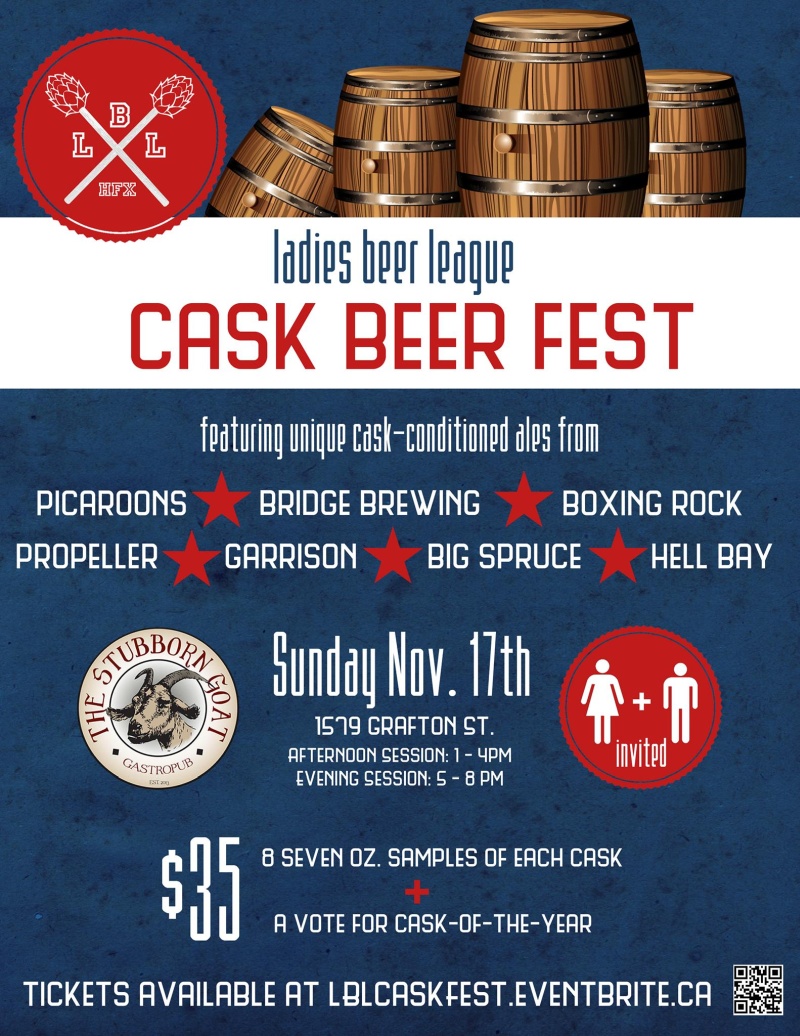 B
L L
HFX
ladies beer league
CASK BEER FEST
featuring unique cask-conditioned ales from
PICAROONS BRIDGE BREWING BOXING ROCK
PROPELLER GARRISON BIG SPRUCE HELL BAY
THE STUBBORN GOAT
GASTROPUB
EST 2013
Sunday Nov. 17th
1579 GRAFTON ST.
AFTERNOON SESSION: 1 - 4PM
EVENING SESSION: 5 - 8 PM
+
invited
$35
8 SEVEN OZ. SAMPLES OF EACH CASK
+
A VOTE FOR CASK-OF-THE-YEAR
TICKETS AVAILABLE AT LBLCASKFEST.EVENTBRITE.CA